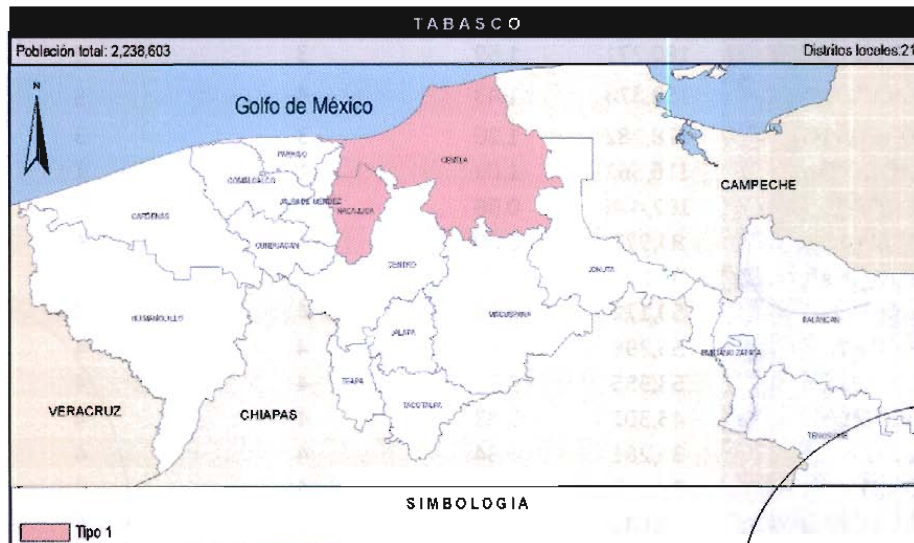 TABASCO
Población total: 2,238,603
Distritos locales:21
N
Golfo de México
PARAISO
CENTLA
COMALCALCO
CAMPECHE
JALPA DE MENDEZ
NACAJUCA
CARDENAS
CUNDUACAN
CENTRO
JONUTA
HUIMANGUILLO
MACUSPANA
BALANCAN
JALAPA
EMILIANO ZAPATA
TEAPA
VERACRUZ
CHIAPAS
TACOTALPA
TENOSIQUE
SIMBOLOGIA
Tipo 1